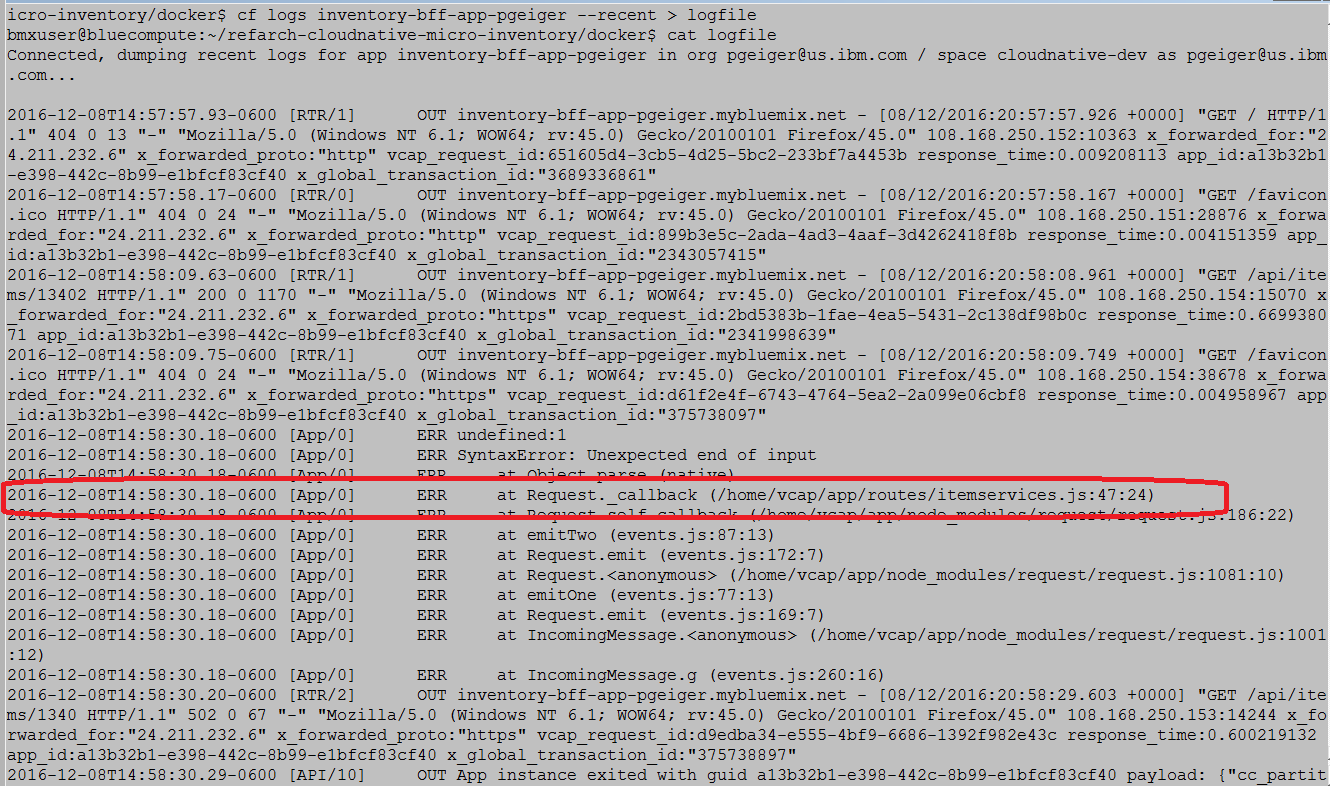 icro-inventory/docker$ cf logs inventory-bff-app-pgeiger --recent > logfile
bmxuser@bluecompute:~/refarch-cloudnative-micro-inventory/docker$ cat logfile
Connected, dumping recent logs for app inventory-bff-app-pgeiger in org pgeiger@us.ibm.com / space cloudnative-dev as pgeiger@us.ibm
.com...
2016-12-08T14:57:57.93-0600 [RTR/1]      OUT inventory-bff-app-pgeiger.mybluemix.net - [08/12/2016:20:57:57.926 +0000] "GET / HTTP/1
.1" 404 0 13 "-" "Mozilla/5.0 (Windows NT 6.1; WOW64; rv:45.0) Gecko/20100101 Firefox/45.0" 108.168.250.152:10363 x_forwarded_for:"2
4.211.232.6" x_forwarded_proto:"http" vcap_request_id:651605d4-3cb5-4d25-5bc2-233bf7a4453b response_time:0.009208113 app_id:a13b32b1
-e398-442c-8b99-e1bfcf83cf40 x_global_transaction_id:"3689336861"
2016-12-08T14:57:58.17-0600 [RTR/0]      OUT inventory-bff-app-pgeiger.mybluemix.net - [08/12/2016:20:57:58.167 +0000] "GET /favicon
.ico HTTP/1.1" 404 0 24 "-" "Mozilla/5.0 (Windows NT 6.1; WOW64; rv:45.0) Gecko/20100101 Firefox/45.0" 108.168.250.151:28876 x_forwa
rded_for:"24.211.232.6" x_forwarded_proto:"http" vcap_request_id:899b3e5c-2ada-4ad3-4aaf-3d4262418f8b response_time:0.004151359 app_
id:a13b32b1-e398-442c-8b99-e1bfcf83cf40 x_global_transaction_id:"2343057415"
2016-12-08T14:58:09.63-0600 [RTR/1]      OUT inventory-bff-app-pgeiger.mybluemix.net - [08/12/2016:20:58:08.961 +0000] "GET /api/ite
ms/13402 HTTP/1.1" 200 0 1170 "-" "Mozilla/5.0 (Windows NT 6.1; WOW64; rv:45.0) Gecko/20100101 Firefox/45.0" 108.168.250.154:15070 x
_forwarded_for:"24.211.232.6" x_forwarded_proto:"https" vcap_request_id:2bd5383b-1fae-4ea5-5431-2c138df98b0c response_time:0.6699380
71 app_id:a13b32b1-e398-442c-8b99-e1bfcf83cf40 x_global_transaction_id:"2341998639"
2016-12-08T14:58:09.75-0600 [RTR/1]      OUT inventory-bff-app-pgeiger.mybluemix.net - [08/12/2016:20:58:09.749 +0000] "GET /favicon
.ico HTTP/1.1" 404 0 24 "-" "Mozilla/5.0 (Windows NT 6.1; WOW64; rv:45.0) Gecko/20100101 Firefox/45.0" 108.168.250.154:38678 x_forwa
rded_for:"24.211.232.6" x_forwarded_proto:"https" vcap_request_id:d61f2e4f-6743-4764-5ea2-2a099e06cbf8 response_time:0.004958967 app
_id:a13b32b1-e398-442c-8b99-e1bfcf83cf40 x_global_transaction_id:"375738097"
2016-12-08T14:58:30.18-0600 [App/0]      ERR undefined:1
2016-12-08T14:58:30.18-0600 [App/0]      ERR SyntaxError: Unexpected end of input
2016-12-08T14:58:30.18-0600 [App/0]      ERR     at Object.parse (native)
2016-12-08T14:58:30.18-0600 [App/0]      ERR     at Request._callback (/home/vcap/app/routes/itemservices.js:47:24)
2016-12-08T14:58:30.18-0600 [App/0]      ERR     at Request.self.callback (/home/vcap/app/node_modules/request/request.js:186:22)
2016-12-08T14:58:30.18-0600 [App/0]      ERR     at emitTwo (events.js:87:13)
2016-12-08T14:58:30.18-0600 [App/0]      ERR     at Request.emit (events.js:172:7)
2016-12-08T14:58:30.18-0600 [App/0]      ERR     at Request.<anonymous> (/home/vcap/app/node_modules/request/request.js:1081:10)
2016-12-08T14:58:30.18-0600 [App/0]      ERR     at emitOne (events.js:77:13)
2016-12-08T14:58:30.18-0600 [App/0]      ERR     at Request.emit (events.js:169:7)
2016-12-08T14:58:30.18-0600 [App/0]      ERR     at IncomingMessage.<anonymous> (/home/vcap/app/node_modules/request/request.js:1001
:12)
2016-12-08T14:58:30.18-0600 [App/0]      ERR     at IncomingMessage.g (events.js:260:16)
2016-12-08T14:58:30.20-0600 [RTR/2]      OUT inventory-bff-app-pgeiger.mybluemix.net - [08/12/2016:20:58:29.603 +0000] "GET /api/ite
ms/1340 HTTP/1.1" 502 0 67 "-" "Mozilla/5.0 (Windows NT 6.1; WOW64; rv:45.0) Gecko/20100101 Firefox/45.0" 108.168.250.153:14244 x_fo
rwarded_for:"24.211.232.6" x_forwarded_proto:"https" vcap_request_id:d9edba34-e555-4bf9-6686-1392f982e43c response_time:0.600219132
app_id:a13b32b1-e398-442c-8b99-e1bfcf83cf40 x_global_transaction_id:"375738897"
2016-12-08T14:58:30.29-0600 [API/10]     OUT App instance exited with guid a13b32b1-e398-442c-8b99-e1bfcf83cf40 payload: {"cc_partit